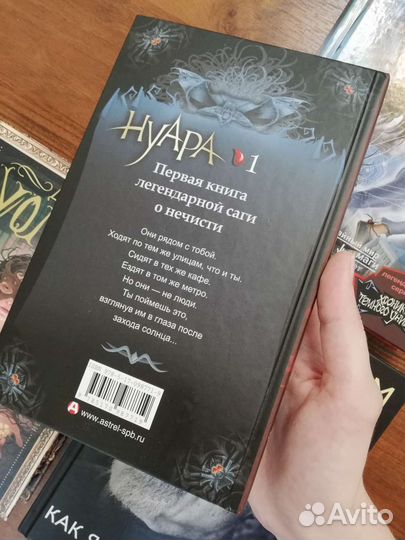 НУАРА 1
Первая книга
легендарной саги
о нечисти
Они рядом с тобой.
Ходят по тем же улицам, что и ты.
Сидят в тех же кафе.
Ездят в том же метро.
Но они — не люди.
Ты поймешь это,
взглянув им в глаза после
захода солнца...
www.astrel-spb.ru
КАК Я
Avito